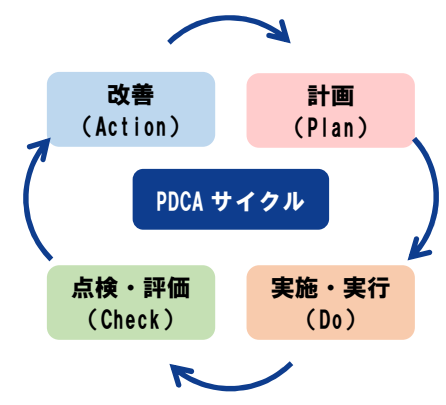 改善
（Action）
計画
（Plan）
PDCA サイクル
点検・評価
（Check）
実施・実行
（Do）